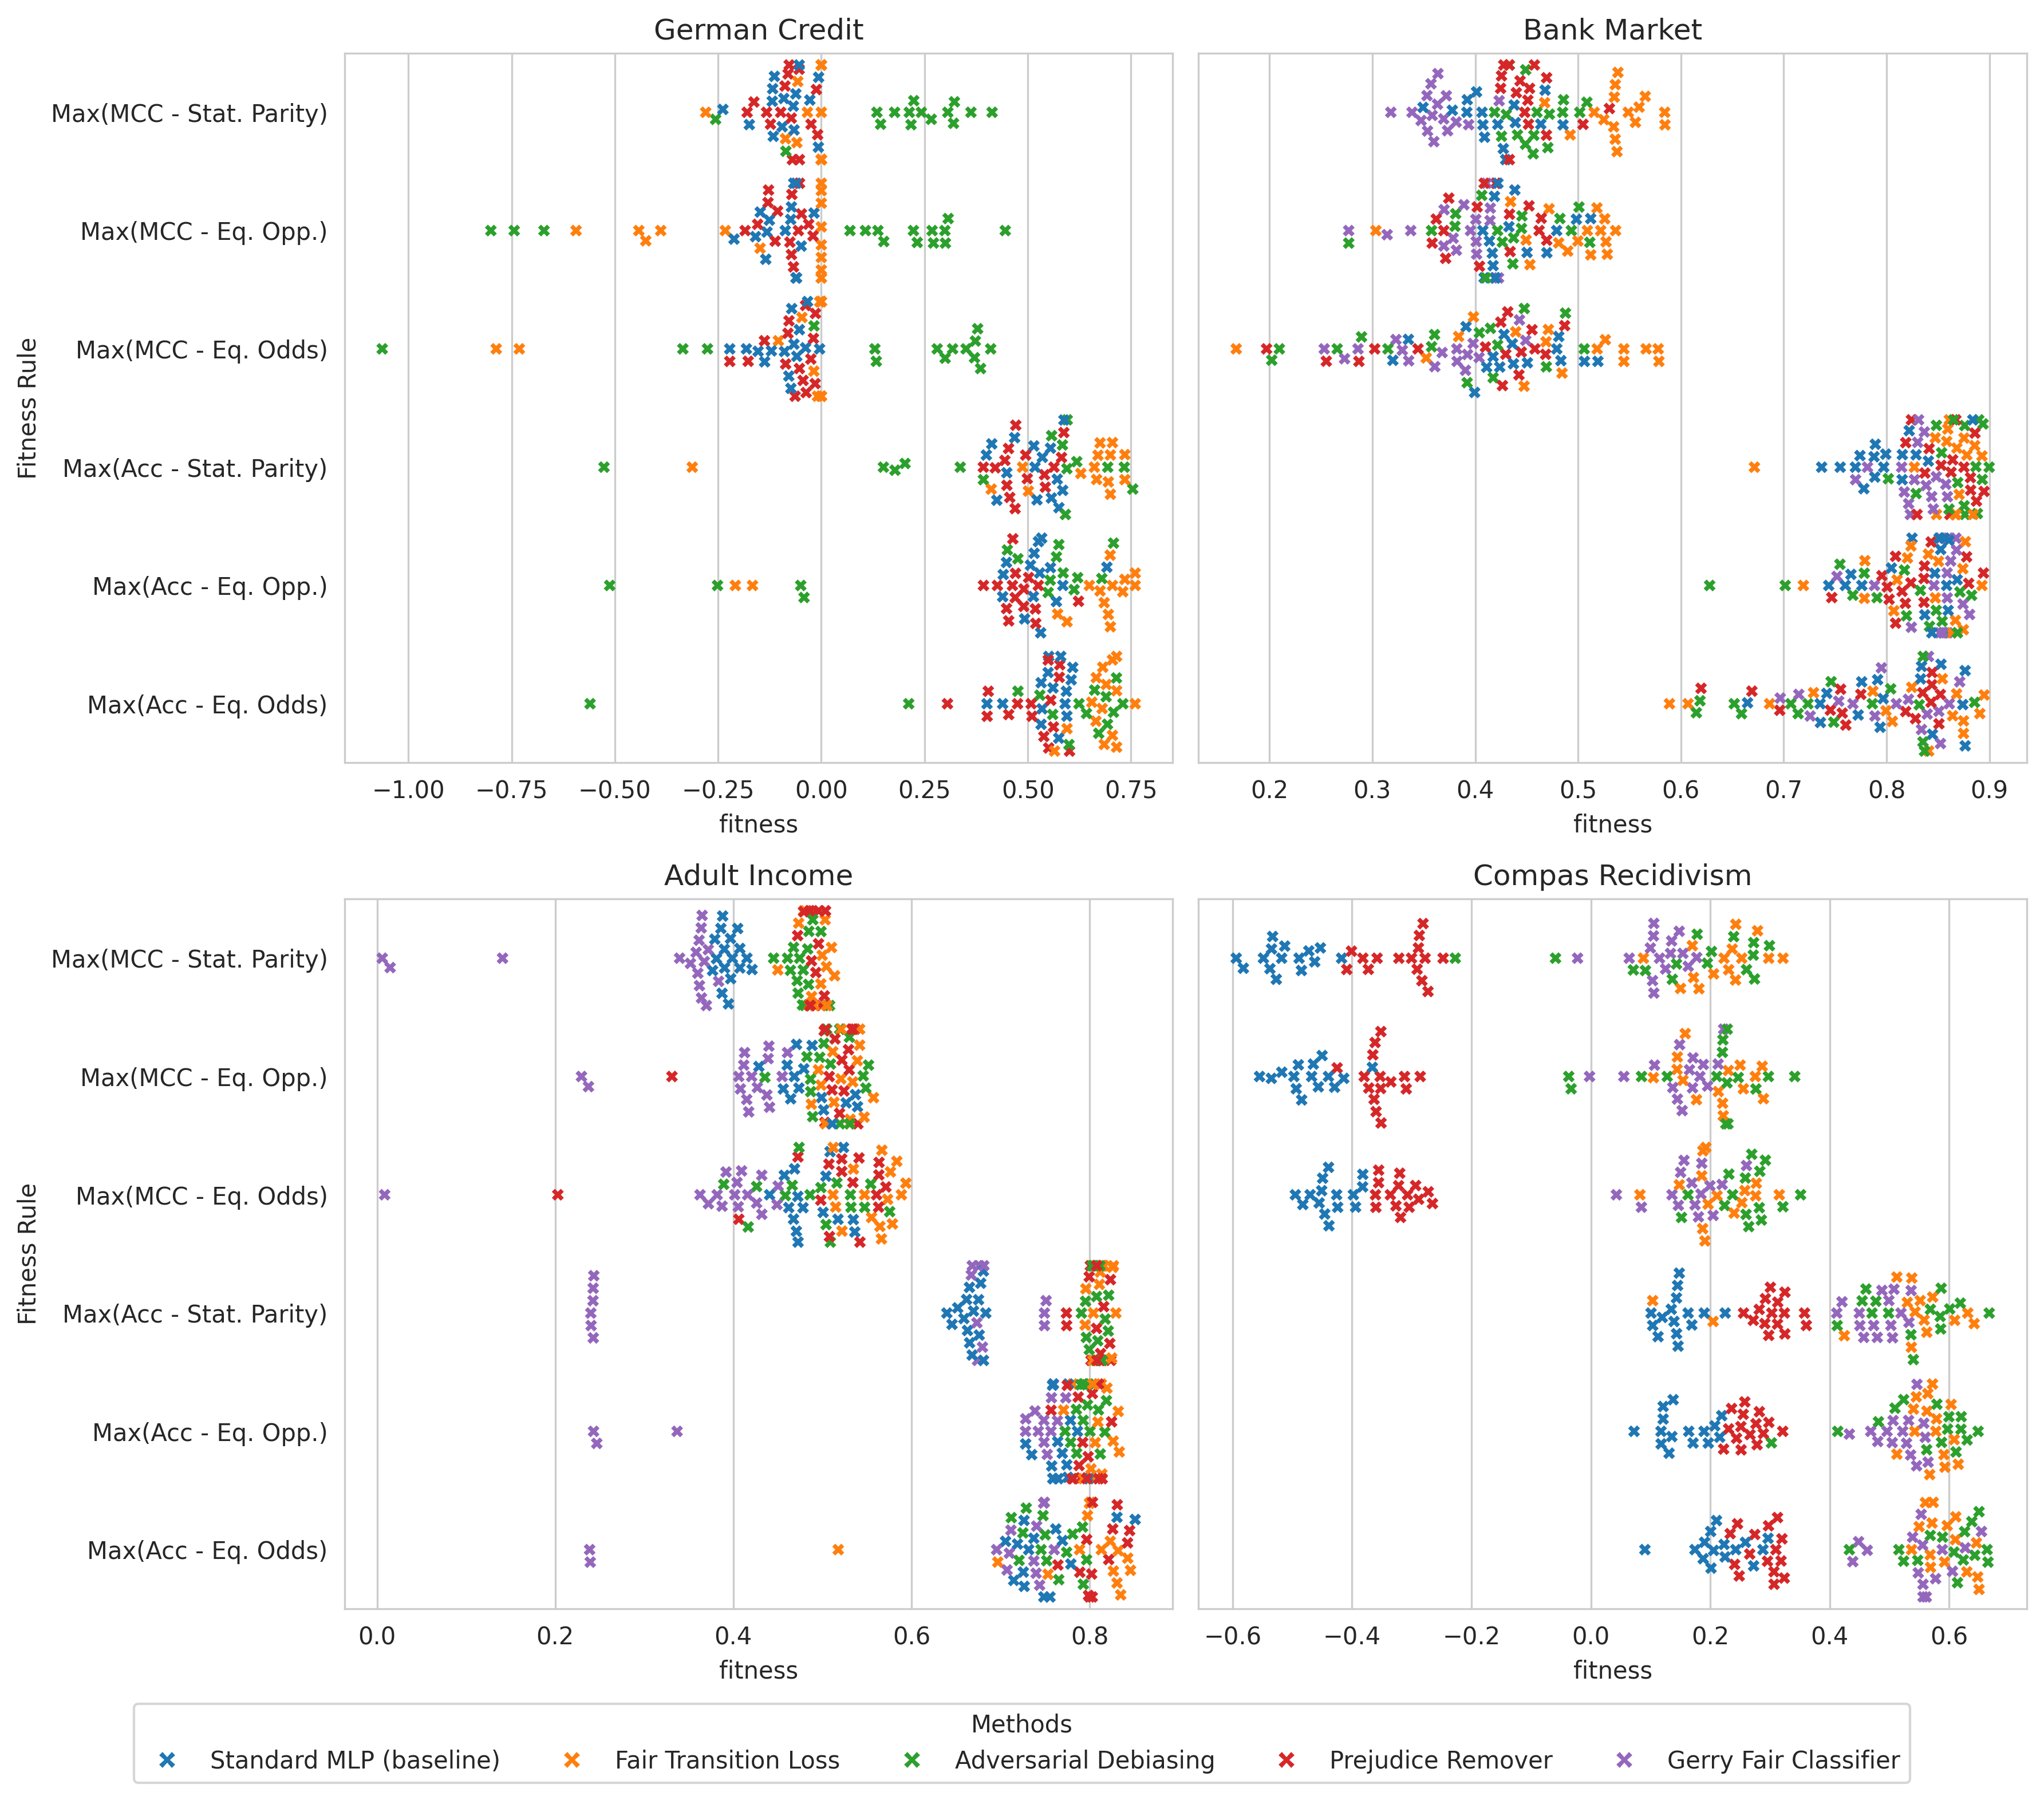 German Credit
Bank Market
Fitness Rule
Max(MCC - Stat. Parity)
Max(MCC - Eq. Opp.)
Max(MCC - Eq. Odds)
Max(Acc - Stat. Parity)
Max(Acc - Eq. Opp.)
Max(Acc - Eq. Odds)
−1.00 −0.75 −0.50 −0.25 0.00 0.25 0.50 0.75
fitness
0.2 0.3 0.4 0.5 0.6 0.7 0.8 0.9
fitness
Adult Income
Compas Recidivism
Fitness Rule
Max(MCC - Stat. Parity)
Max(MCC - Eq. Opp.)
Max(MCC - Eq. Odds)
Max(Acc - Stat. Parity)
Max(Acc - Eq. Opp.)
Max(Acc - Eq. Odds)
0.0 0.2 0.4 0.6 0.8
fitness
−0.6 −0.4 −0.2 0.0 0.2 0.4 0.6
fitness
Methods
Standard MLP (baseline) Fair Transition Loss Adversarial Debiasing Prejudice Remover Gerry Fair Classifier